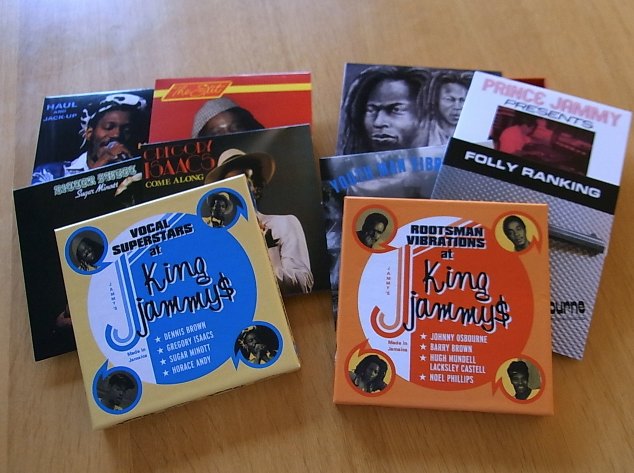 HAUL
AND
JACK-UP
GREGORY
ISAACS
COME ALONG
Sugar Minott
PRINCE JAMMY
PRESENTS
FOLLY RANKING
VOCAL
SUPERSTARS
at
King
jammy$
JAMMY'S
Made in
Jamaica
★ DENNIS BROWN
★ GREGORY ISAACS
★ SUGAR MINOTT
★ HORACE ANDY
ROOTSMAN
VIBRATIONS
at
King
jammy$
JAMMY'S
Made in
Jamaica
★ JOHNNY OSBOURNE
★ BARRY BROWN
★ HUGH MUNDELL
LACKSLEY CASTELL
★ NOEL PHILLIPS